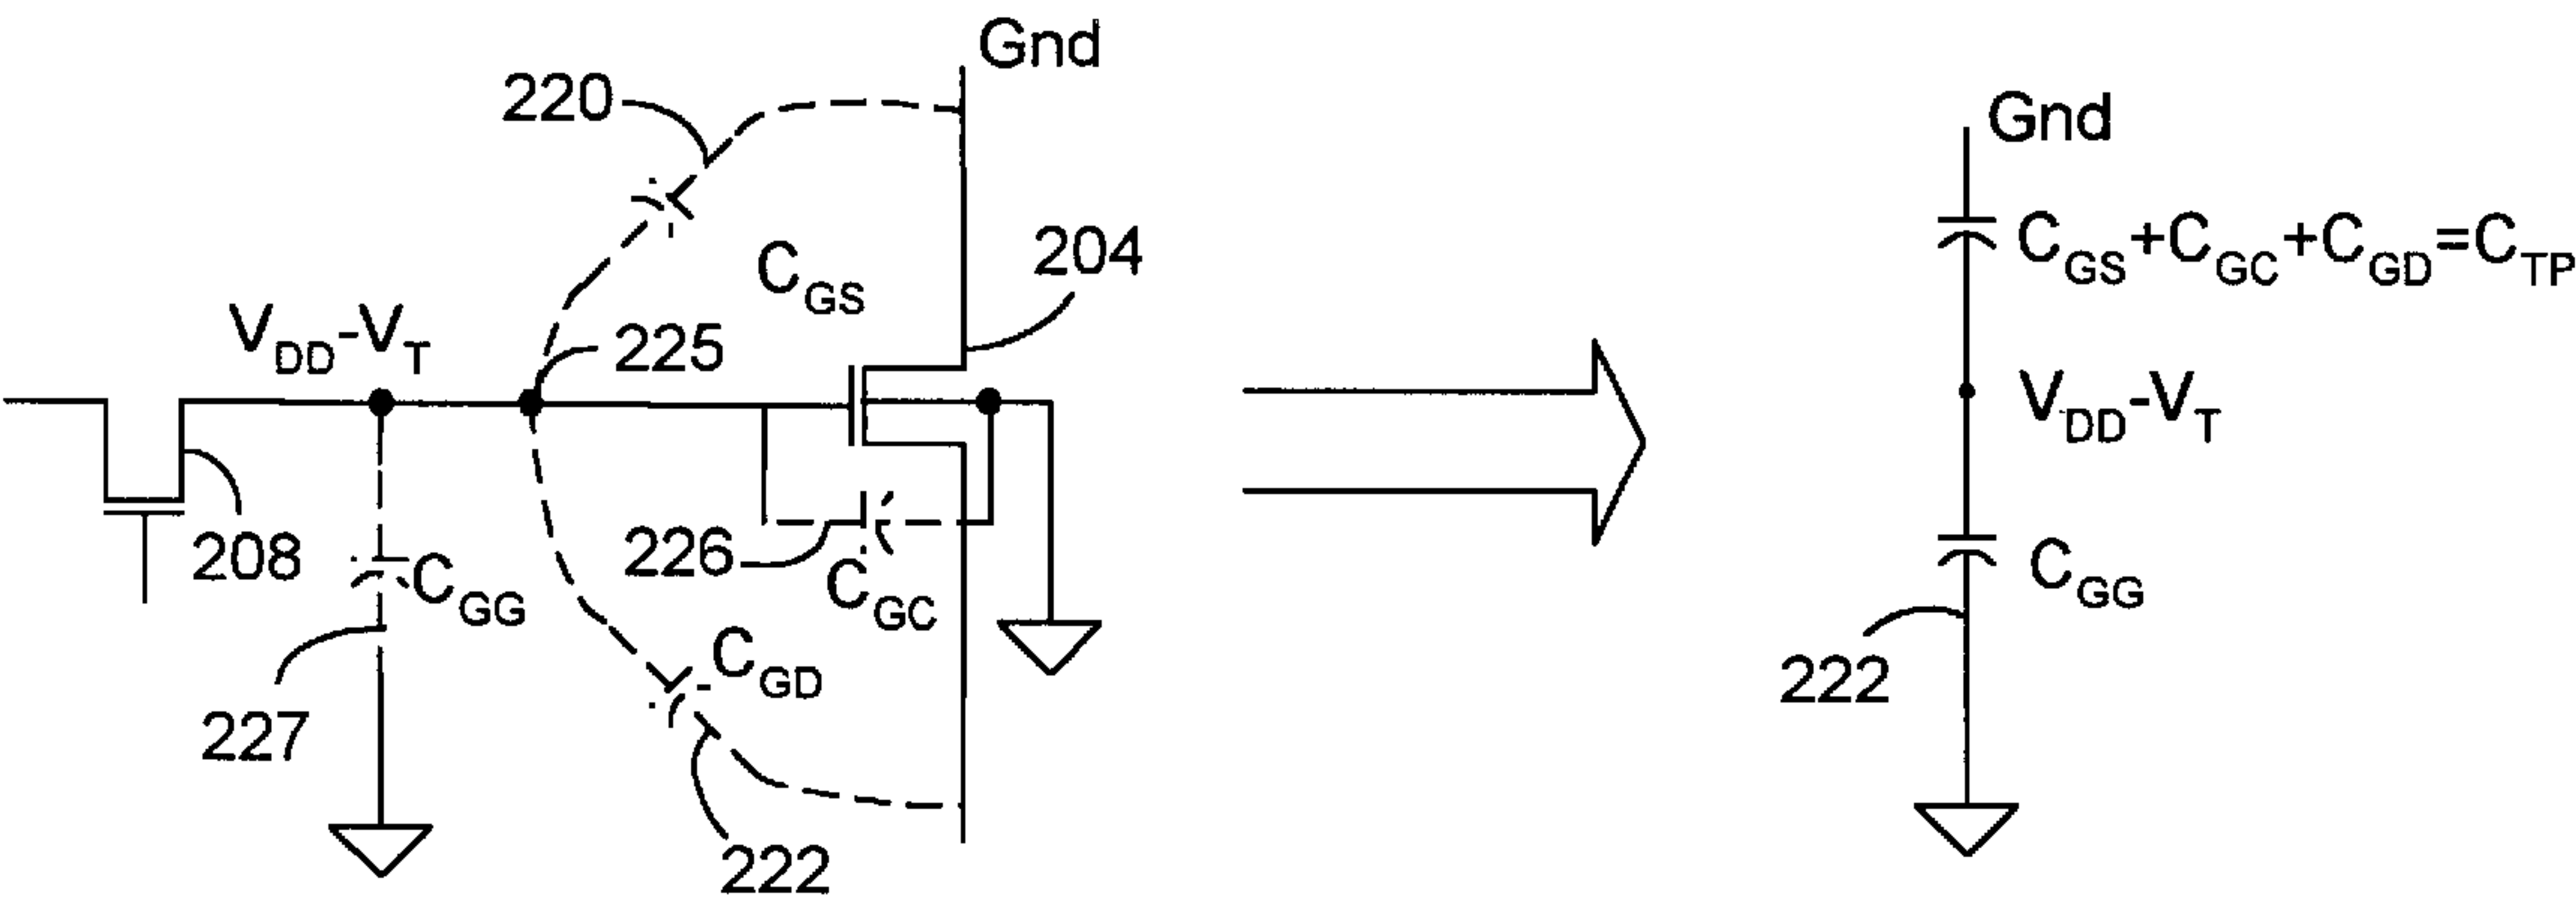 Gnd
220
Gnd
C_GS+C_GC+C_GD=C_TP
204
C_GS
V_DD-V_T
225
V_DD-V_T
208
226
C_GG
C_GC
C_GG
C_GD
222
227
222